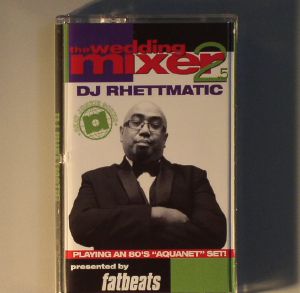 the wedding
mixer 2.5
DJ RHETTMATIC
PLAYING AN 80'S "AQUANET" SET!
presented by
fatbeats